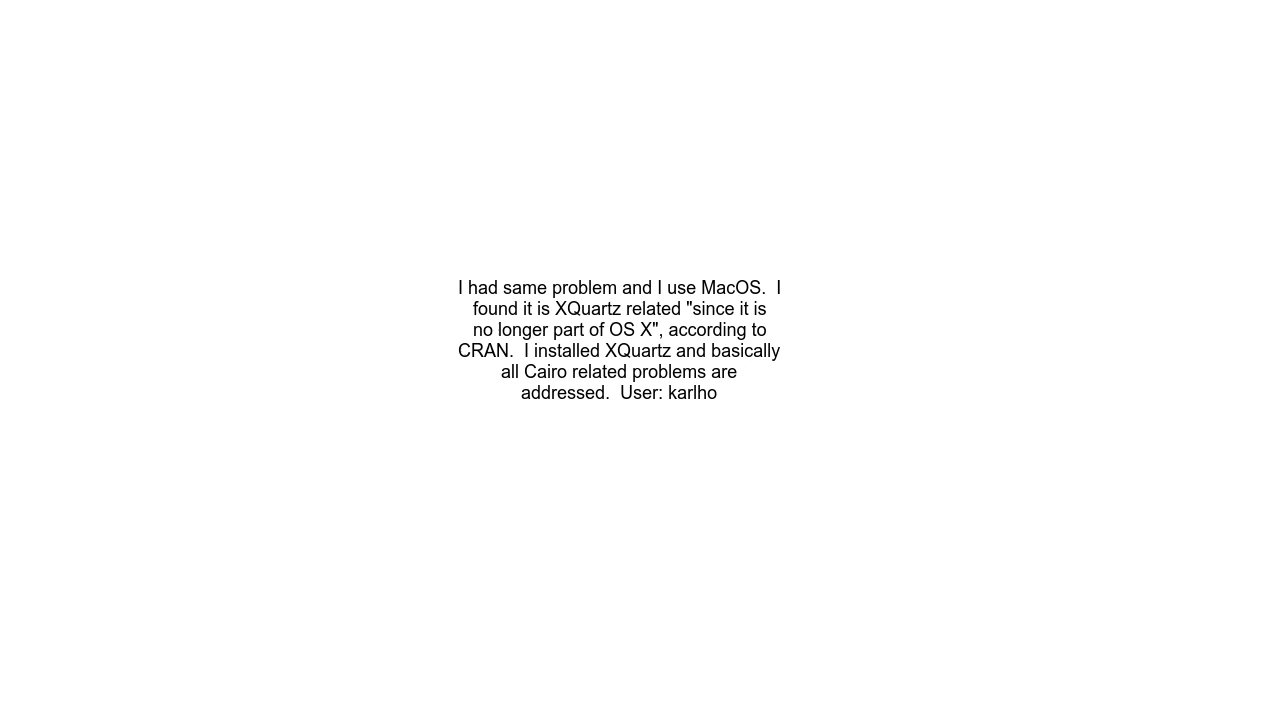 I had same problem and I use MacOS.  I
found it is XQuartz related "since it is
no longer part of OS X", according to
CRAN.  I installed XQuartz and basically
all Cairo related problems are
addressed.  User: karlho